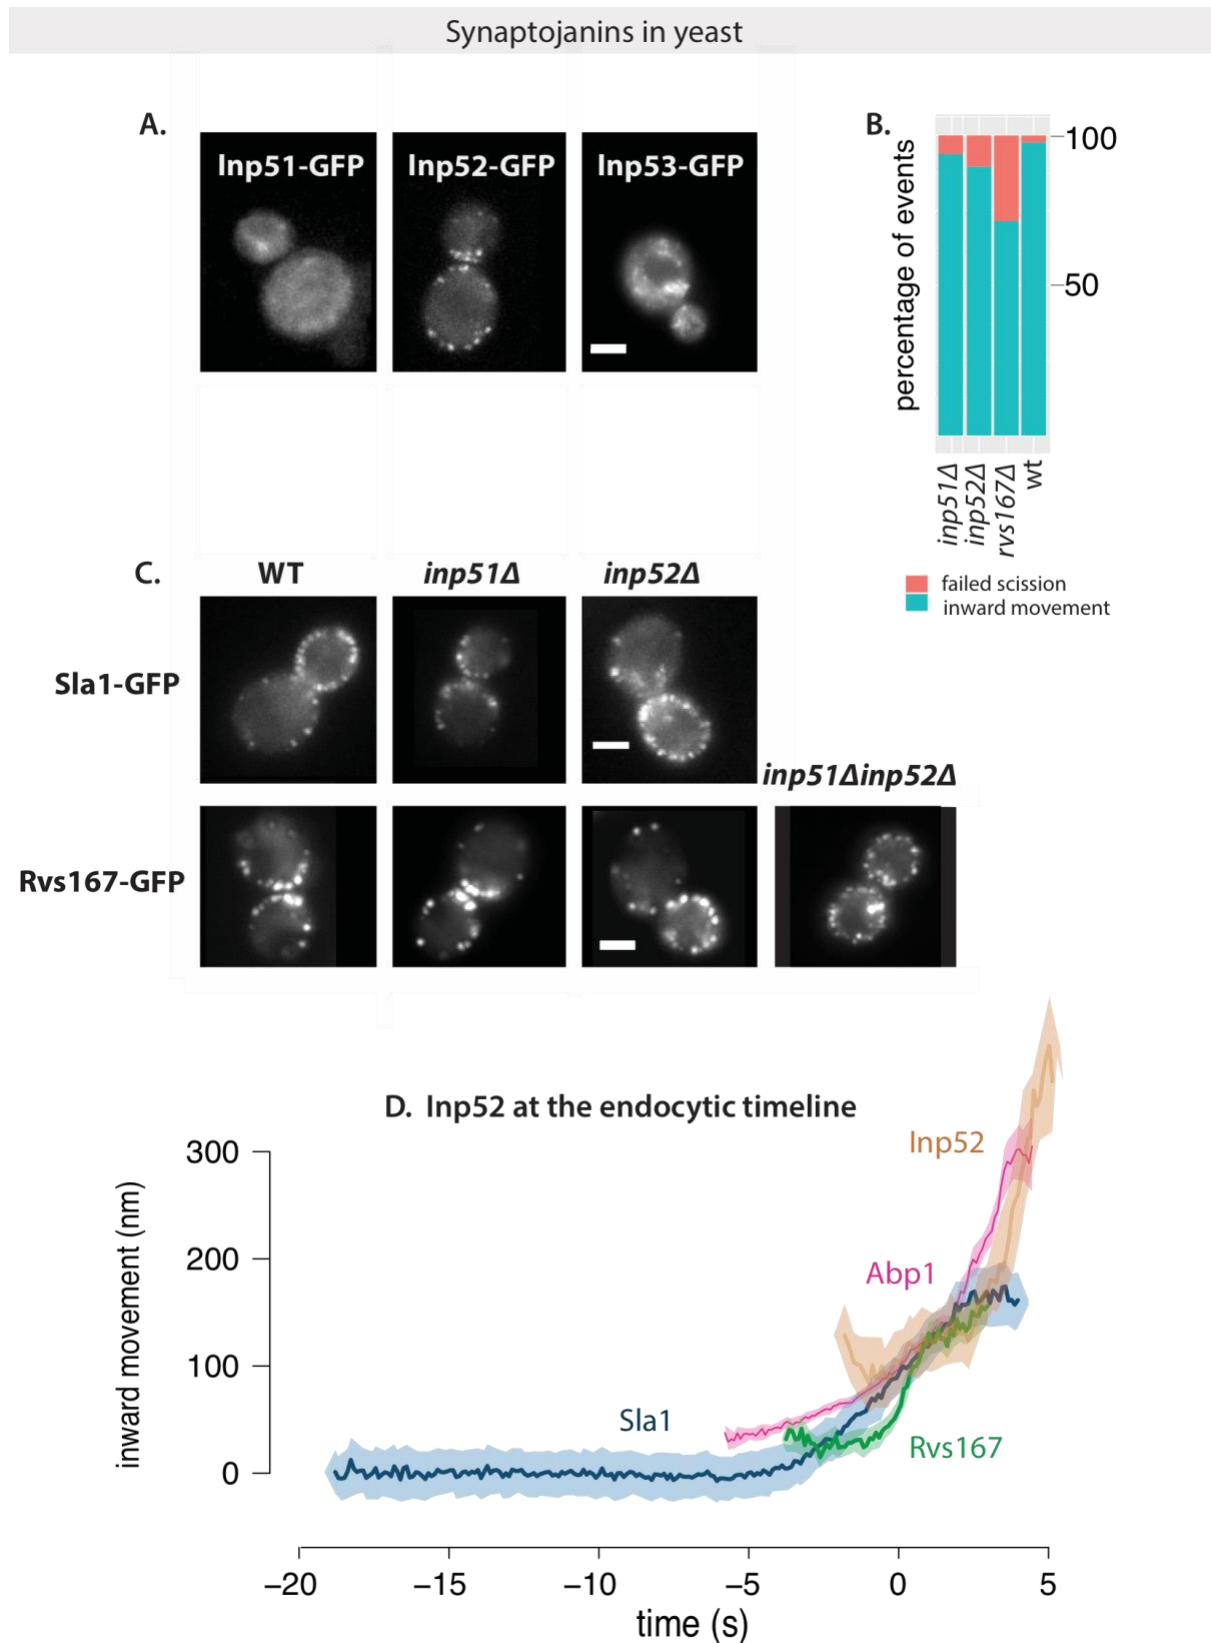 Synaptojanins in yeast
A.
Inp51-GFP
Inp52-GFP
Inp53-GFP
B.
percentage of events
100
50
inp51Δ
inp52Δ
rvs167Δ
wt
failed scission
inward movement
C.
WT
inp51Δ
inp52Δ
Sla1-GFP
inp51Δinp52Δ
Rvs167-GFP
D. Inp52 at the endocytic timeline
inward movement (nm)
300
200
100
0
Inp52
Abp1
Sla1
Rvs167
−20 −15 −10 −5 0 5
time (s)